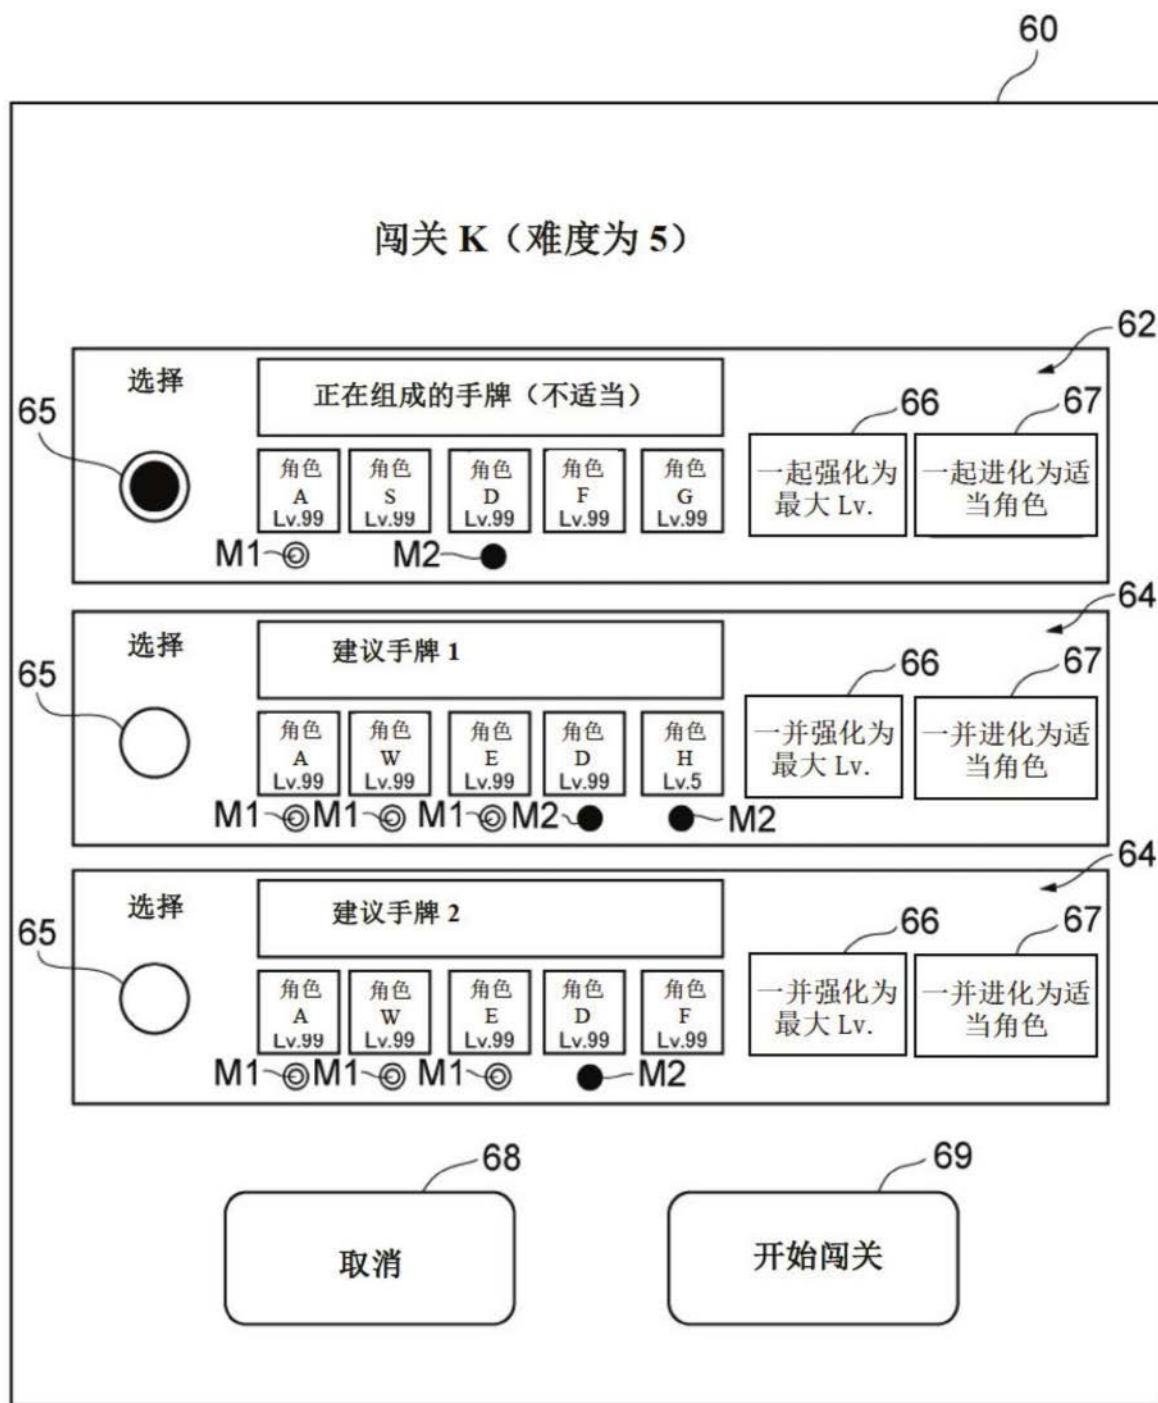 60
闯关 K（难度为 5）
62
选择
正在组成的手牌（不适当）
65
66
67
角色
A
Lv.99
角色
S
Lv.99
角色
D
Lv.99
角色
F
Lv.99
角色
G
Lv.99
一起强化为
最大 Lv.
一起进化为适
当角色
M1
M2
64
选择
建议手牌 1
65
66
67
角色
A
Lv.99
角色
W
Lv.99
角色
E
Lv.99
角色
D
Lv.99
角色
H
Lv.5
一并强化为
最大 Lv.
一并进化为适
当角色
M1
M1
M1
M2
M2
64
选择
建议手牌 2
65
66
67
角色
A
Lv.99
角色
W
Lv.99
角色
E
Lv.99
角色
D
Lv.99
角色
F
Lv.99
一并强化为
最大 Lv.
一并进化为适
当角色
M1
M1
M1
M2
68
69
取消
开始闯关